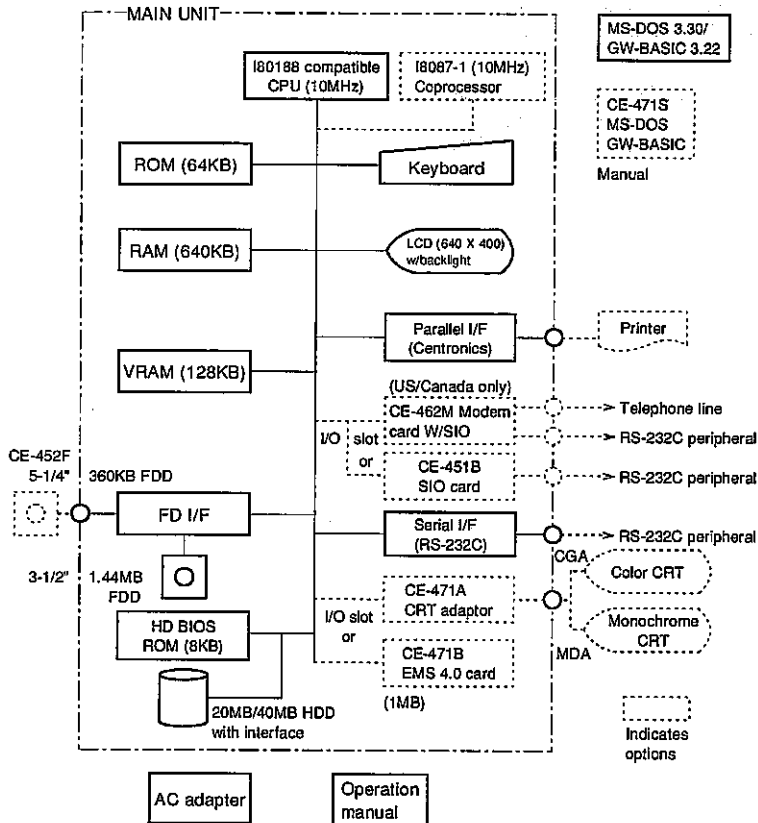 MAIN UNIT
MS-DOS 3.30/
GW-BASIC 3.22
I80188 compatible
CPU (10MHz)
I8087-1 (10MHz)
Coprocessor
CE-471S
MS-DOS
GW-BASIC
Manual
ROM (64KB)
Keyboard
RAM (640KB)
LCD (640 X 400)
w/backlight
Parallel I/F
(Centronics)
Printer
VRAM (128KB)
(US/Canada only)
CE-462M Modem
card W/SIO
Telephone line
RS-232C peripheral
I/O slot
or
CE-451B
SIO card
RS-232C peripheral
CE-452F
5-1/4" 360KB FDD
FD I/F
Serial I/F
(RS-232C)
RS-232C peripheral
3-1/2" 1.44MB
FDD
CGA
Color CRT
CE-471A
CRT adaptor
I/O slot
or
Monochrome
CRT
MDA
HD BIOS
ROM (8KB)
CE-471B
EMS 4.0 card
(1MB)
20MB/40MB HDD
with interface
Indicates
options
AC adapter
Operation
manual